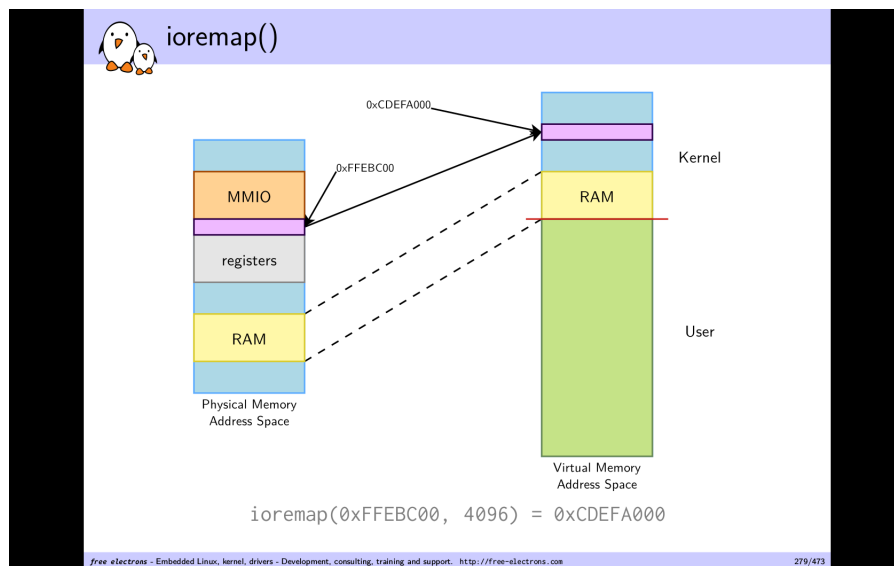 ioremap()
0xCDEFA000
Kernel
0xFFEBC00
MMIO
RAM
registers
User
RAM
Physical Memory
Address Space
Virtual Memory
Address Space
ioremap(0xFFEBC00, 4096) = 0xCDEFA000
free electrons - Embedded Linux, kernel, drivers - Development, consulting, training and support. http://free-electrons.com 279/473